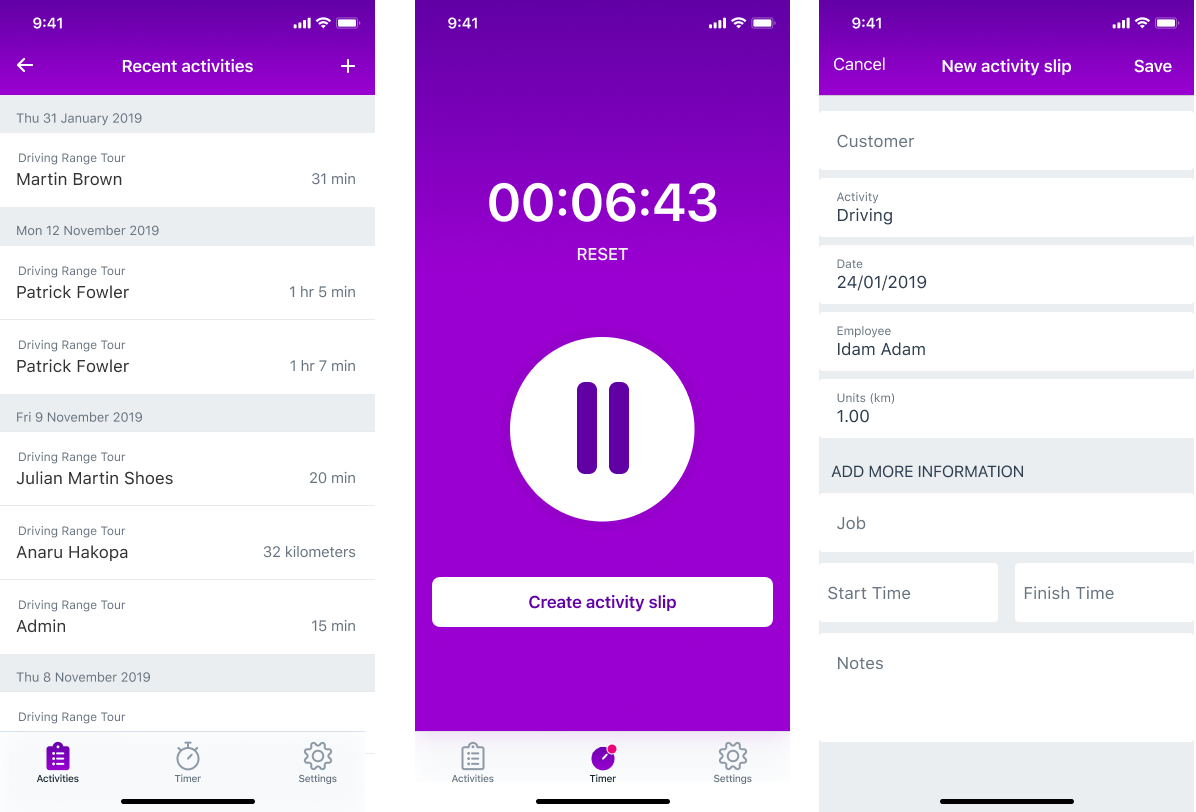 9:41
Recent activities
Thu 31 January 2019
Driving Range Tour
Martin Brown 31 min
Mon 12 November 2019
Driving Range Tour
Patrick Fowler 1 hr 5 min
Driving Range Tour
Patrick Fowler 1 hr 7 min
Fri 9 November 2019
Driving Range Tour
Julian Martin Shoes 20 min
Driving Range Tour
Anaru Hakopa 32 kilometers
Driving Range Tour
Admin 15 min
Thu 8 November 2019
Driving Range Tour
Activities Timer Settings
9:41
00:06:43
RESET
Create activity slip
Activities Timer Settings
9:41
Cancel New activity slip Save
Customer
Activity
Driving
Date
24/01/2019
Employee
Idam Adam
Units (km)
1.00
ADD MORE INFORMATION
Job
Start Time Finish Time
Notes